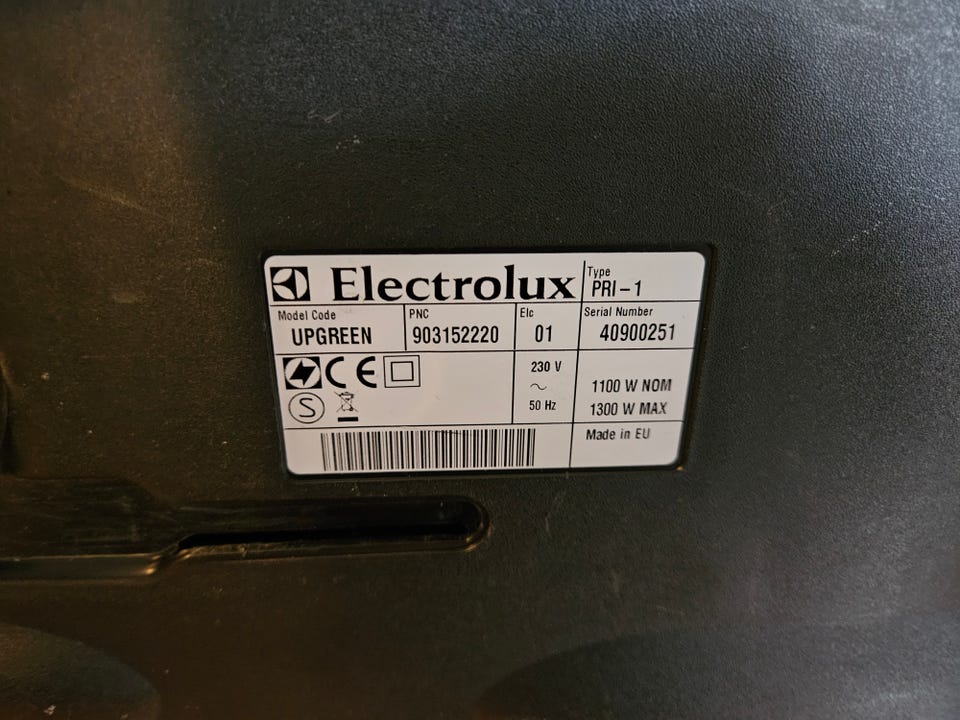 Electrolux
Type
PRI-1
Model Code
UPGREEN
PNC
903152220
Elc
01
Serial Number
40900251
CE
S
230 V
~
50 Hz
1100 W NOM
1300 W MAX
Made in EU